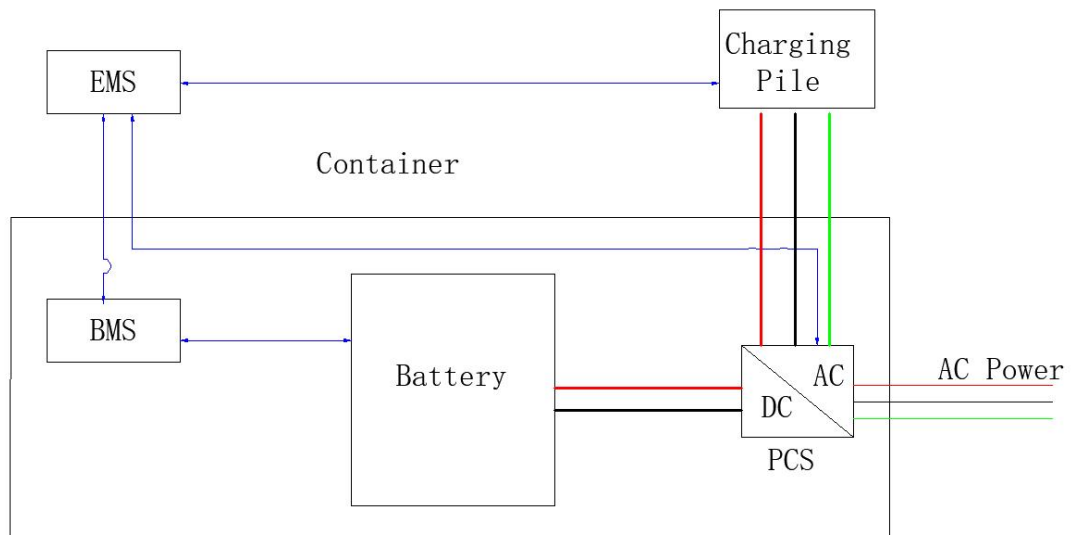 EMS
Charging
Pile
Container
BMS
Battery
AC
DC
AC Power
PCS